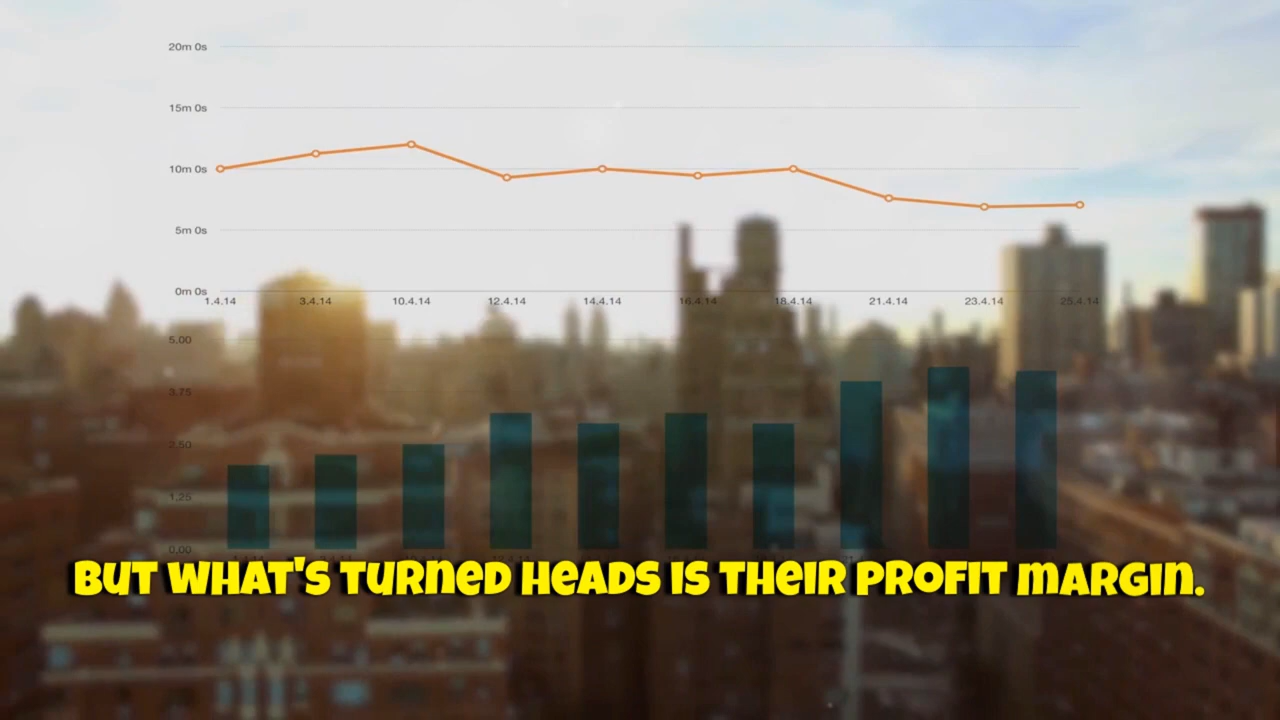 20m 0s
15m 0s
10m 0s
5m 0s
0m 0s
1.4.14 3.4.14 10.4.14 12.4.14 14.4.14 16.4.14 18.4.14 21.4.14 23.4.14 25.4.14
5.00
3.75
2.50
1.25
0.00
BUT WHAT'S TURNED HEADS IS THEIR PROFIT MARGIN.